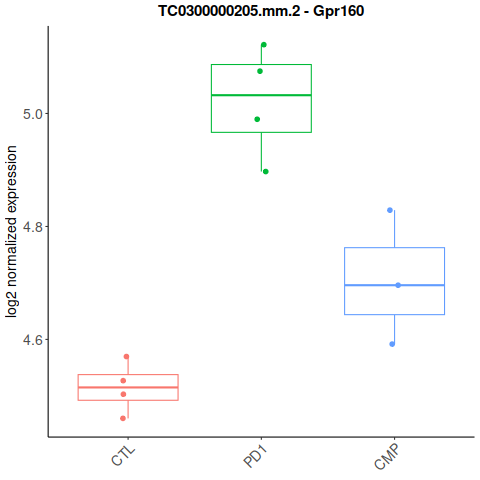 TC0300000205.mm.2 - Gpr160
log2 normalized expression
5.0
4.8
4.6
CTL
PD1
CMP